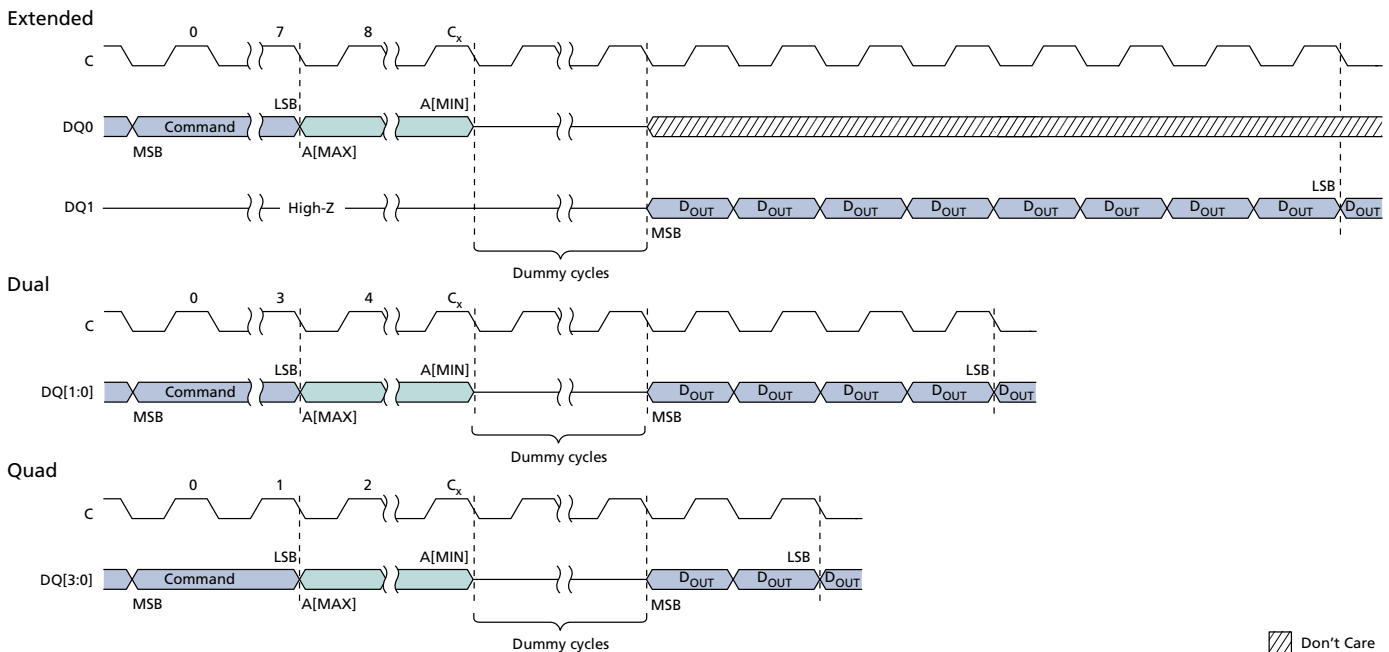 Extended
0 7 8 Cx
C
LSB A[MIN]
DQ0 Command
MSB A[MAX]
LSB
DQ1 High-Z DOUT DOUT DOUT DOUT DOUT DOUT DOUT DOUT DOUT
MSB
Dummy cycles
Dual
0 3 4 Cx
C
LSB A[MIN] LSB
DQ[1:0] Command DOUT DOUT DOUT DOUT DOUT
MSB A[MAX] MSB
Dummy cycles
Quad
0 1 2 Cx
C
LSB A[MIN] LSB
DQ[3:0] Command DOUT DOUT DOUT
MSB A[MAX] MSB
Dummy cycles
Don't Care